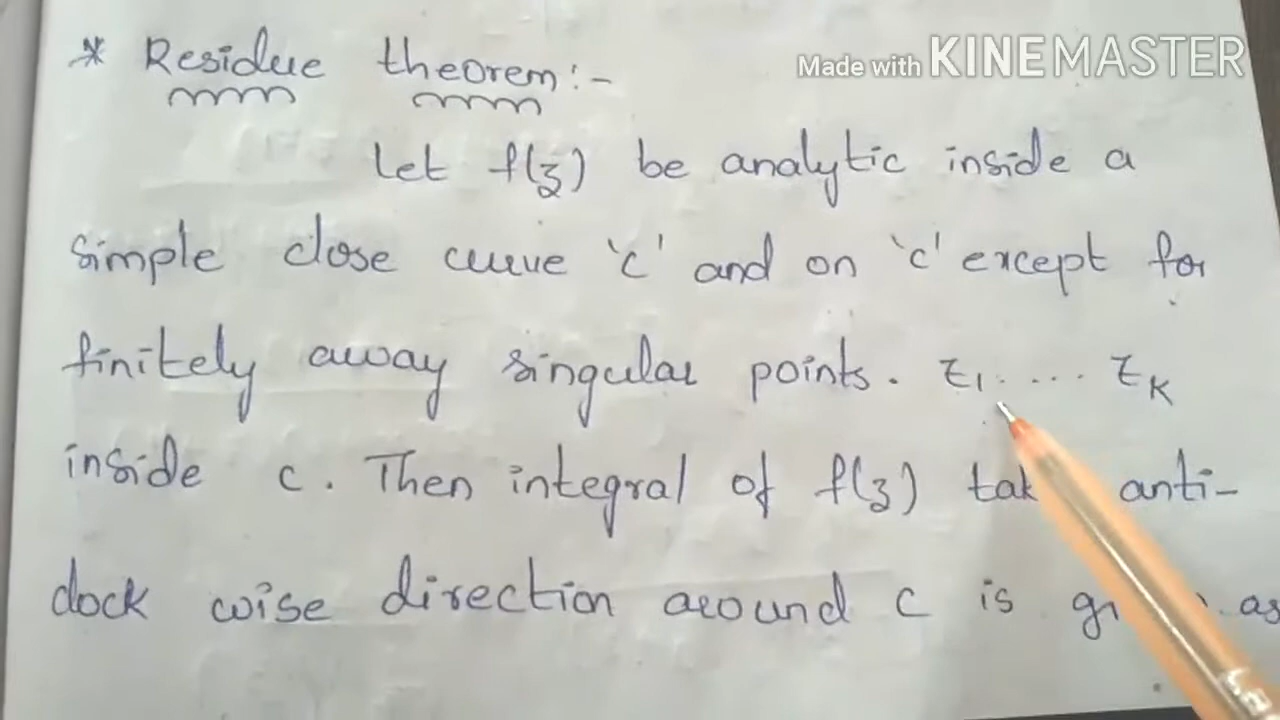 * Residue theorem:-
Made with KINEMASTER
Let f(z) be analytic inside a
simple close curve 'c' and on 'c' except for
finitely away singular points. z1.... zK
inside c. Then integral of f(z) anti-
clock wise direction around c is as